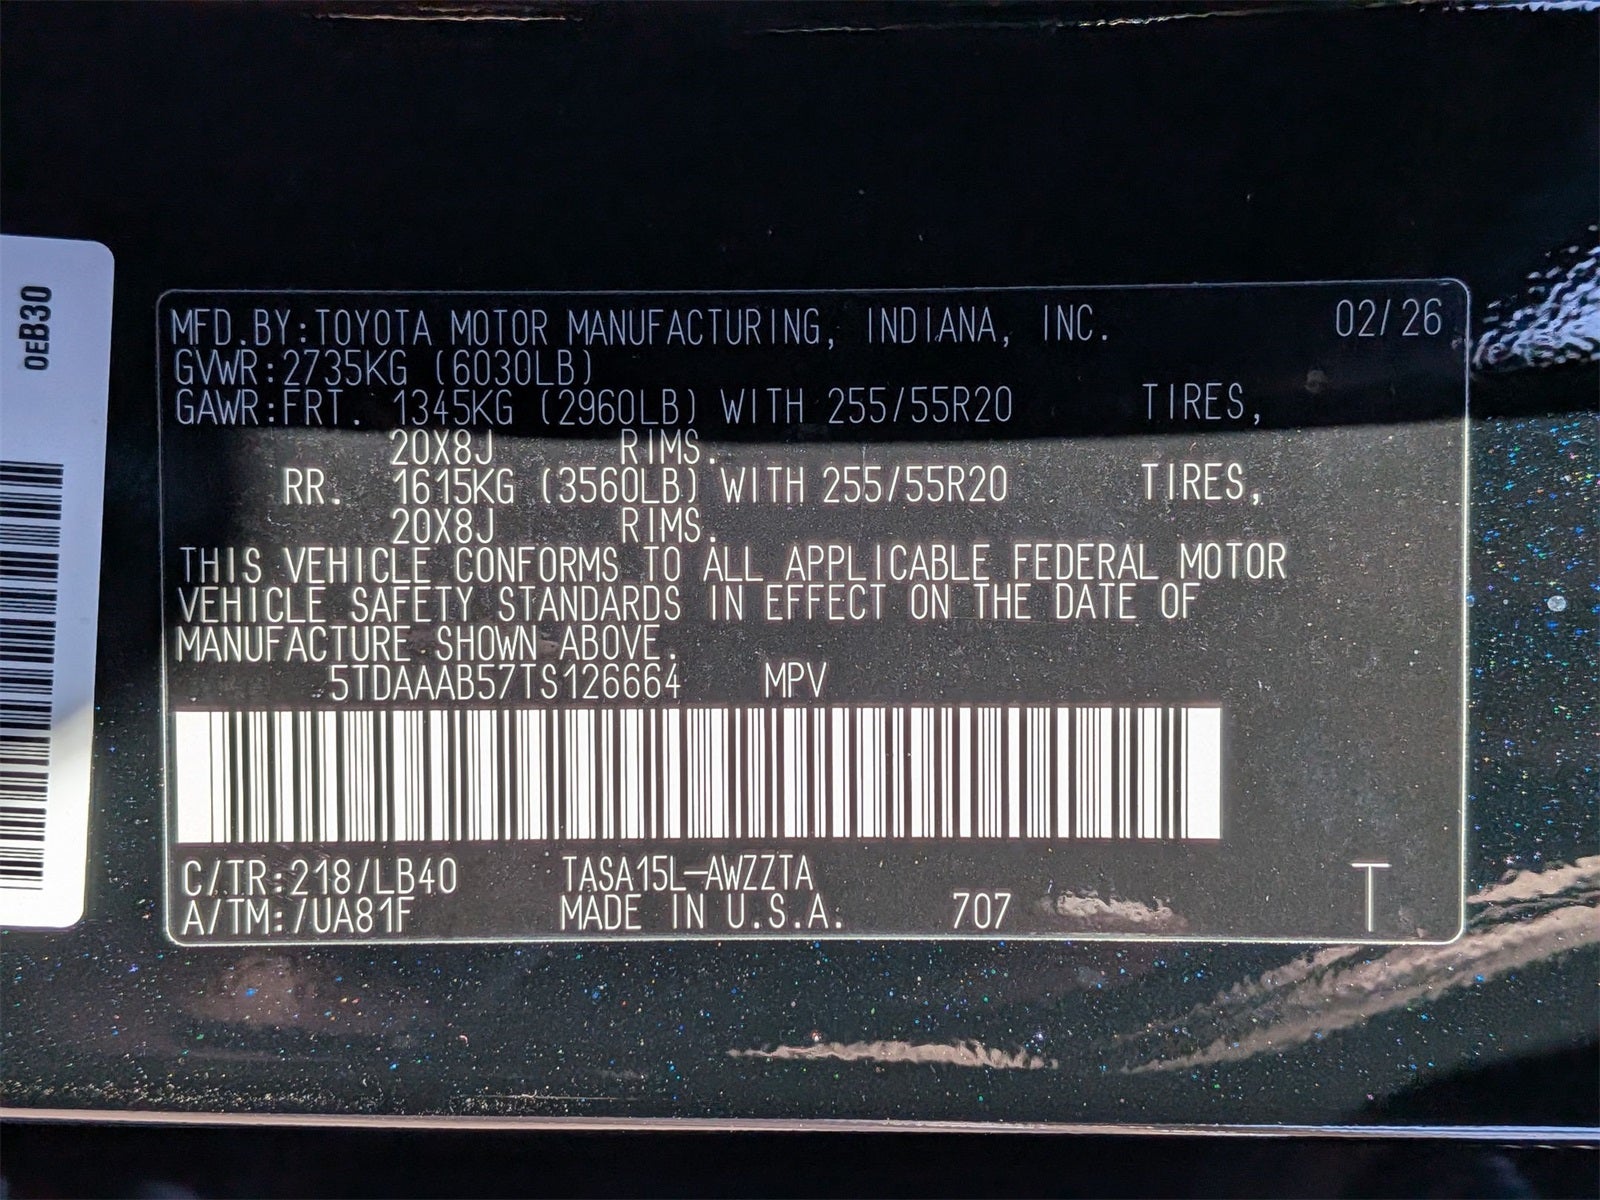 0EB30
MFD.BY:TOYOTA MOTOR MANUFACTURING, INDIANA, INC. 02/26
GVWR:2735KG (6030LB)
GAWR:FRT. 1345KG (2960LB) WITH 255/55R20 TIRES,
20X8J RIMS.
RR. 1615KG (3560LB) WITH 255/55R20 TIRES,
20X8J RIMS.
THIS VEHICLE CONFORMS TO ALL APPLICABLE FEDERAL MOTOR
VEHICLE SAFETY STANDARDS IN EFFECT ON THE DATE OF
MANUFACTURE SHOWN ABOVE.
5TDAAAB57TS126664 MPV
C/TR:218/LB40 TASA15L-AWZZTA
A/TM:/UA81F MADE IN U.S.A. 707 T